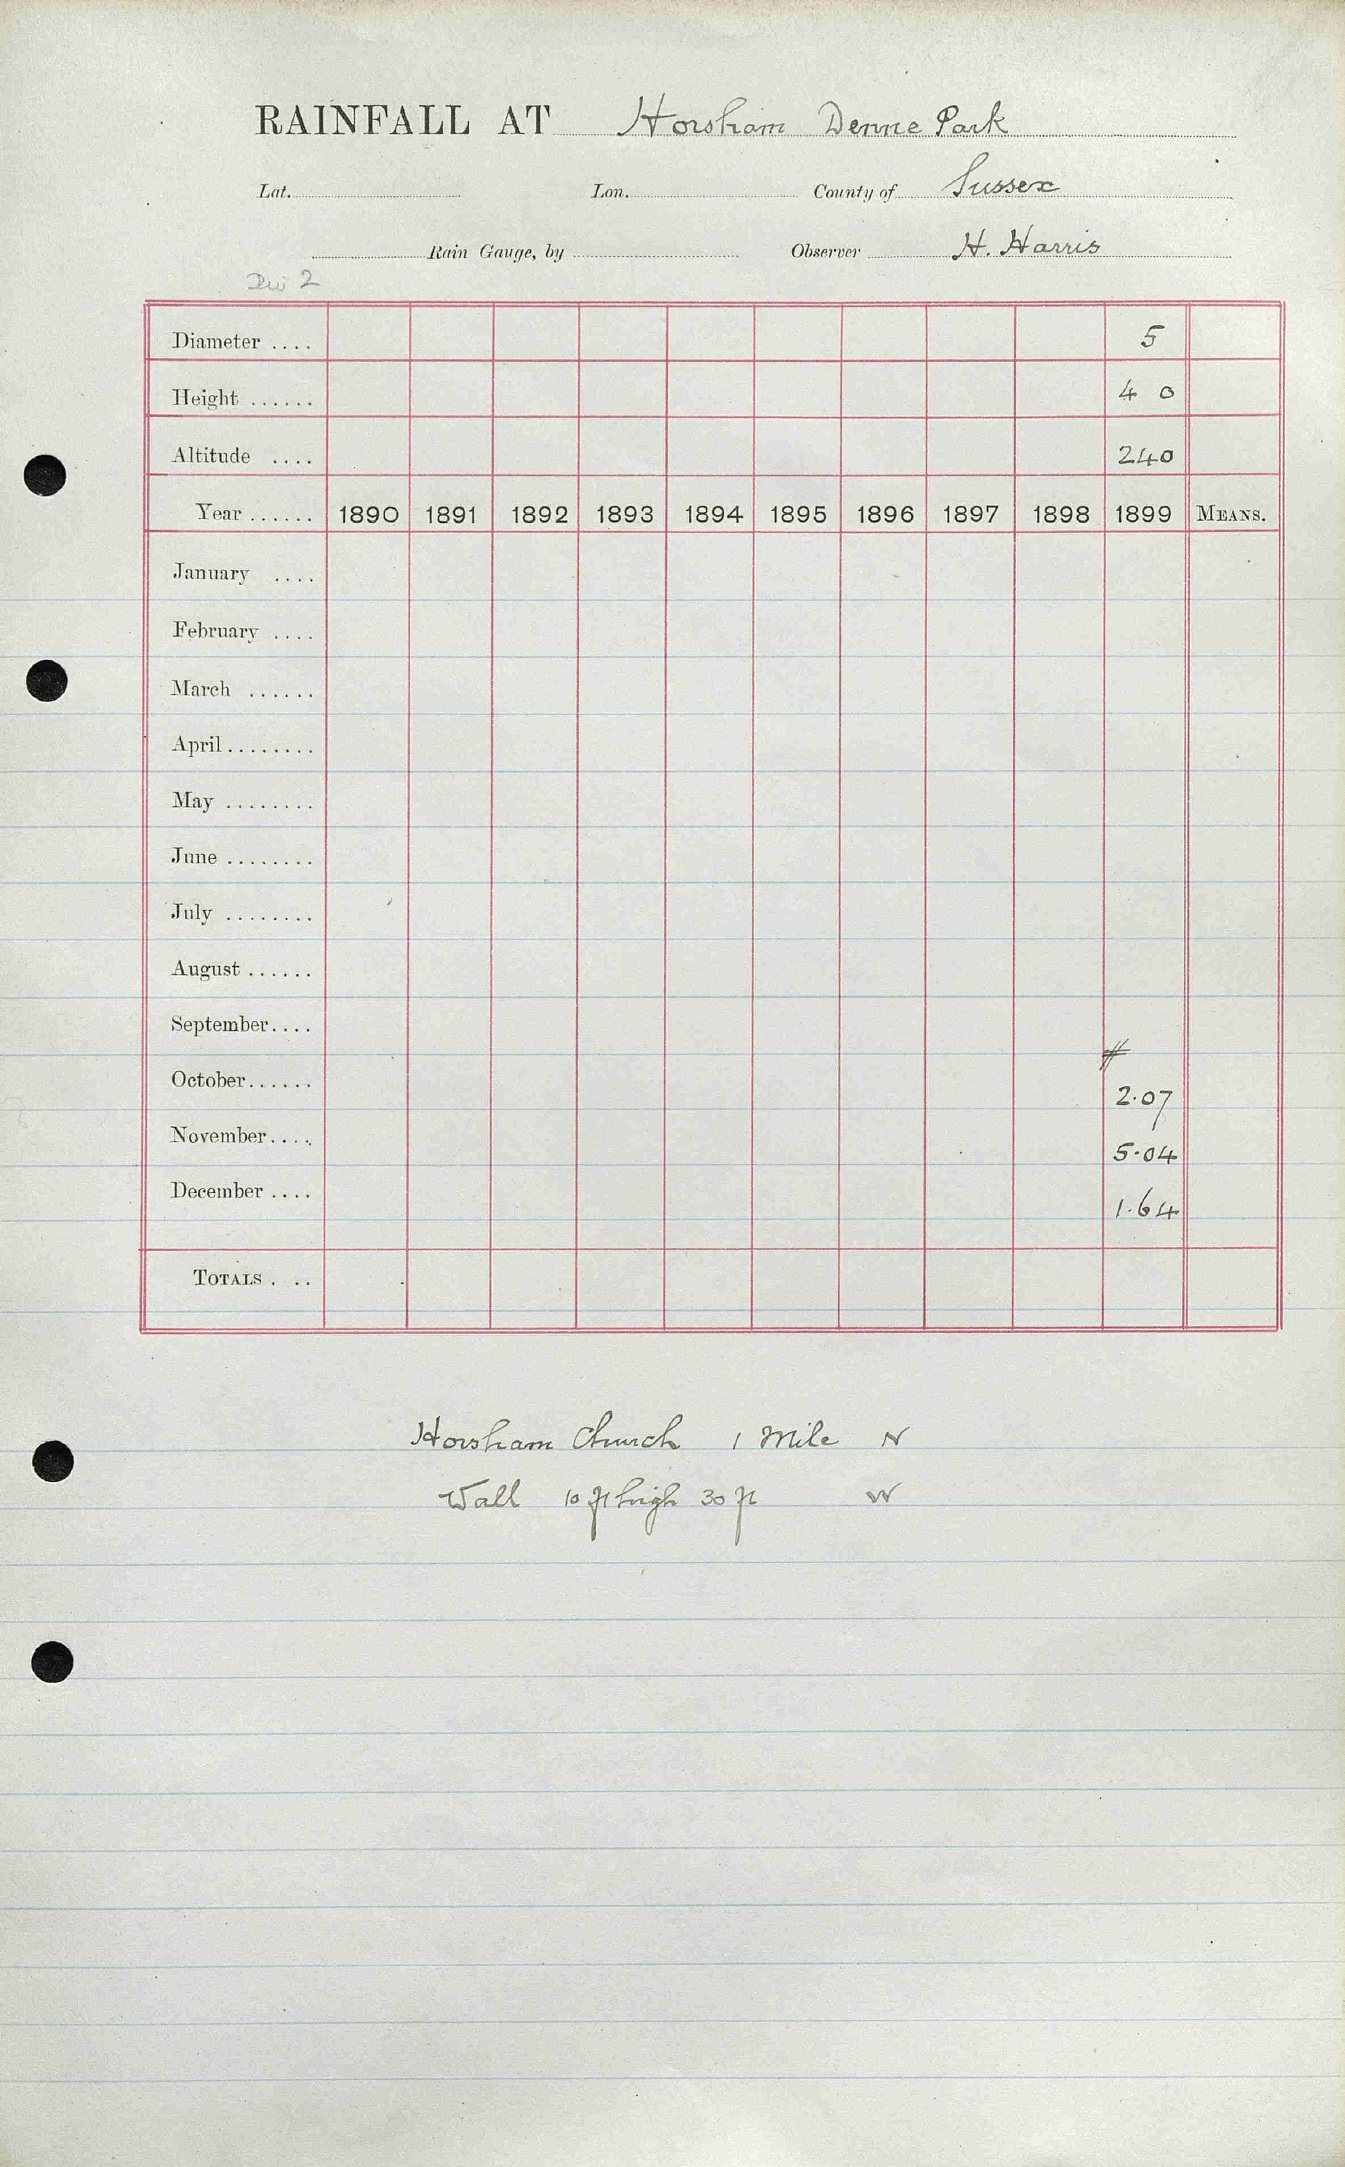 RAINFALL AT Horsham Denne Park
Lat. Lon. County of Sussex
Rain Gauge, by Observer H. Harris
Div 2
Diameter .... 5
Height ...... 4 0
Altitude .... 240
Year ...... 1890 1891 1892 1893 1894 1895 1896 1897 1898 1899 MEANS.
January ....
February ....
March ......
April ........
May ........
June ........
July ........
August ......
September....
#
October...... 2.07
November.... 5.04
December .... 1.64
TOTALS . ..
Horsham Church 1 Mile N
Wall 10 ft high 30 ft W